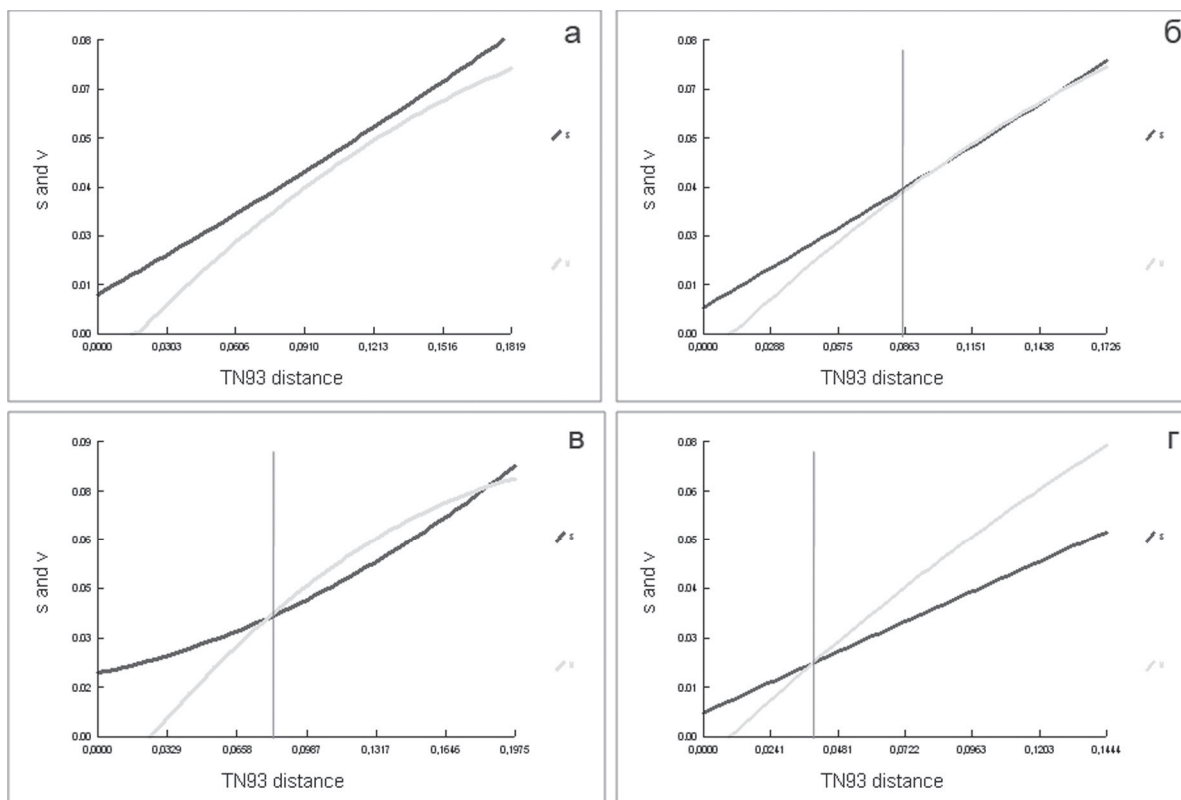 а
0.08
0.07
0.05
0.04
0.03
0.01
0.00
s and v
s
v
0,0000 0,0303 0,0606 0,0910 0,1213 0,1516 0,1819
TN93 distance
б
0.08
0.07
0.05
0.04
0.03
0.01
0.00
s and v
s
v
0,0000 0,0288 0,0575 0,0863 0,1151 0,1438 0,1726
TN93 distance
в
0.09
0.08
0.06
0.05
0.03
0.02
0.00
s and v
s
v
0,0000 0,0329 0,0658 0,0987 0,1317 0,1646 0,1975
TN93 distance
г
0.08
0.06
0.05
0.04
0.03
0.01
0.00
s and v
s
v
0,0000 0,0241 0,0481 0,0722 0,0963 0,1203 0,1444
TN93 distance